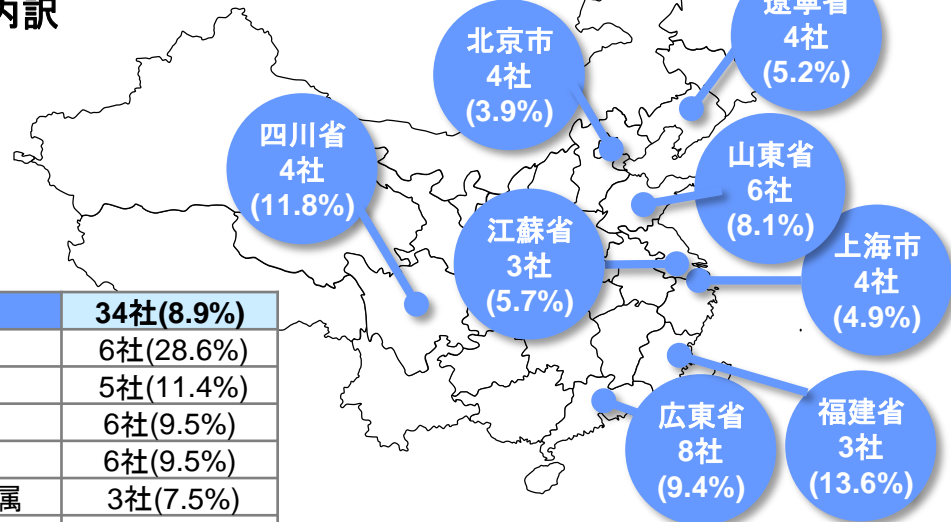 内訳
遼寧省
4社
(5.2%)
北京市
4社
(3.9%)
四川省
4社
(11.8%)
山東省
6社
(8.1%)
江蘇省
3社
(5.7%)
上海市
4社
(4.9%)
広東省
8社
(9.4%)
福建省
3社
(13.6%)
34社(8.9%)
6社(28.6%)
5社(11.4%)
6社(9.5%)
6社(9.5%)
属 3社(7.5%)